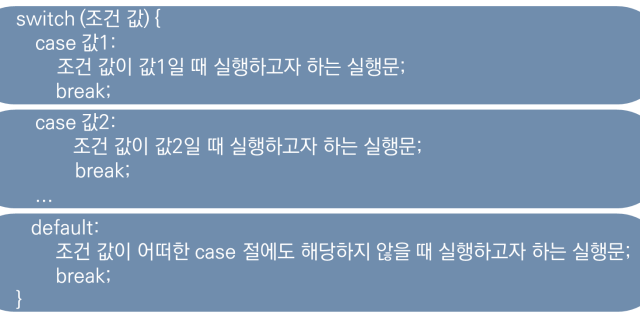 switch (조건 값) {
case 값1:
조건 값이 값1일 때 실행하고자 하는 실행문;
break;
case 값2:
조건 값이 값2일 때 실행하고자 하는 실행문;
break;
...
default:
조건 값이 어떠한 case 절에도 해당하지 않을 때 실행하고자 하는 실행문;
break;
}